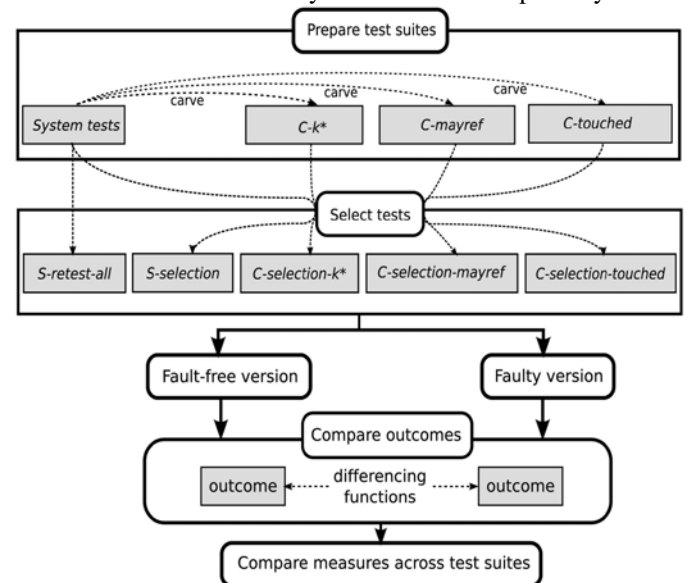 Prepare test suites
carve
carve
carve
System tests
C-k*
C-mayref
C-touched
Select tests
S-retest-all
S-selection
C-selection-k*
C-selection-mayref
C-selection-touched
Fault-free version
Faulty version
Compare outcomes
outcome
differencing
functions
outcome
Compare measures across test suites